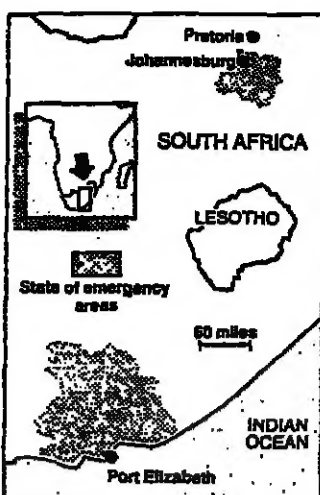 Pretoria
Johannesburg
SOUTH AFRICA
LESOTHO
State of emergency
areas
60 miles
INDIAN
OCEAN
Port Elizabeth